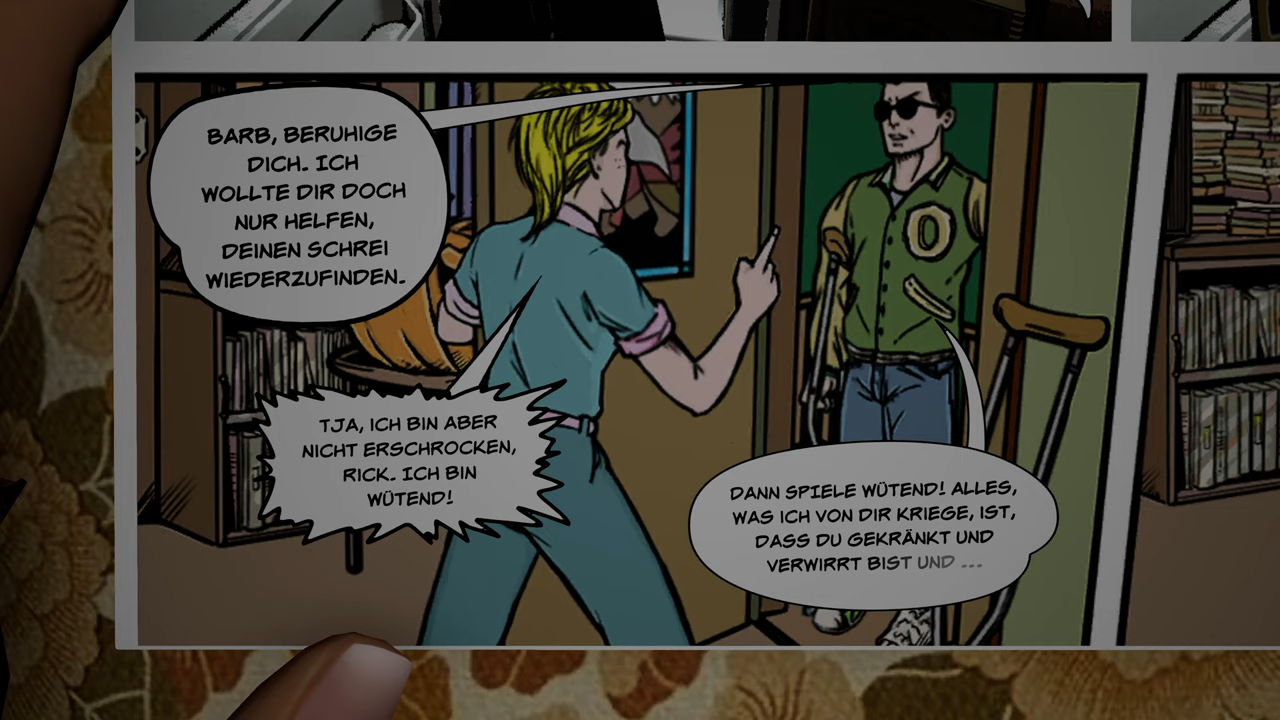 BARB, BERUHIGE
DICH. ICH
WOLLTE DIR DOCH
NUR HELFEN,
DEINEN SCHREI
WIEDERZUFINDEN.
TJA, ICH BIN ABER
NICHT ERSCHROCKEN,
RICK. ICH BIN
WÜTEND!
O
DANN SPIELE WÜTEND! ALLES,
WAS ICH VON DIR KRIEGE, IST,
DASS DU GEKRÄNKT UND
VERWIRRT BIST UND ...